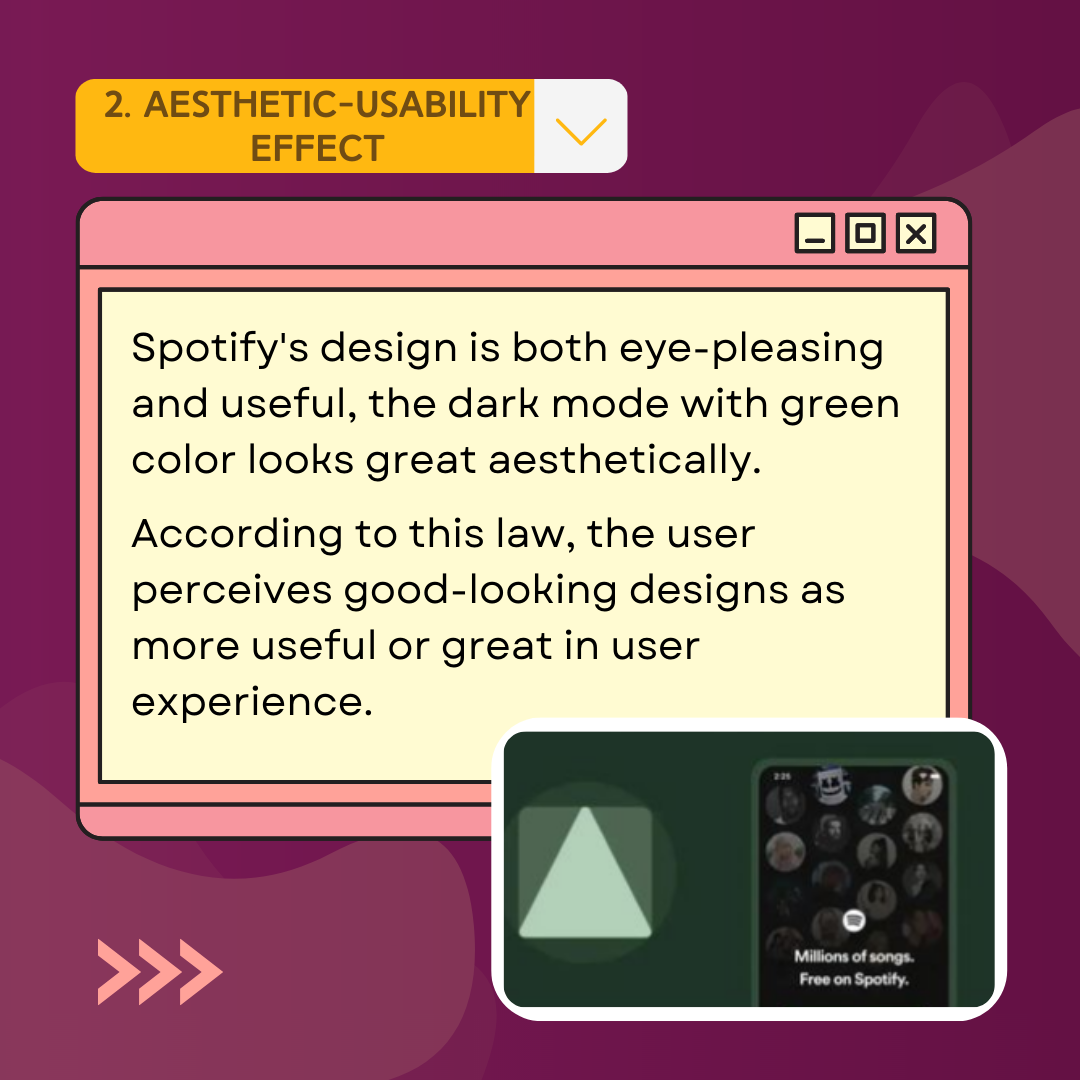 2. AESTHETIC-USABILITY
EFFECT
Spotify's design is both eye-pleasing
and useful, the dark mode with green
color looks great aesthetically.
According to this law, the user
perceives good-looking designs as
more useful or great in user
experience.
2:25
Millions of songs.
Free on Spotify.